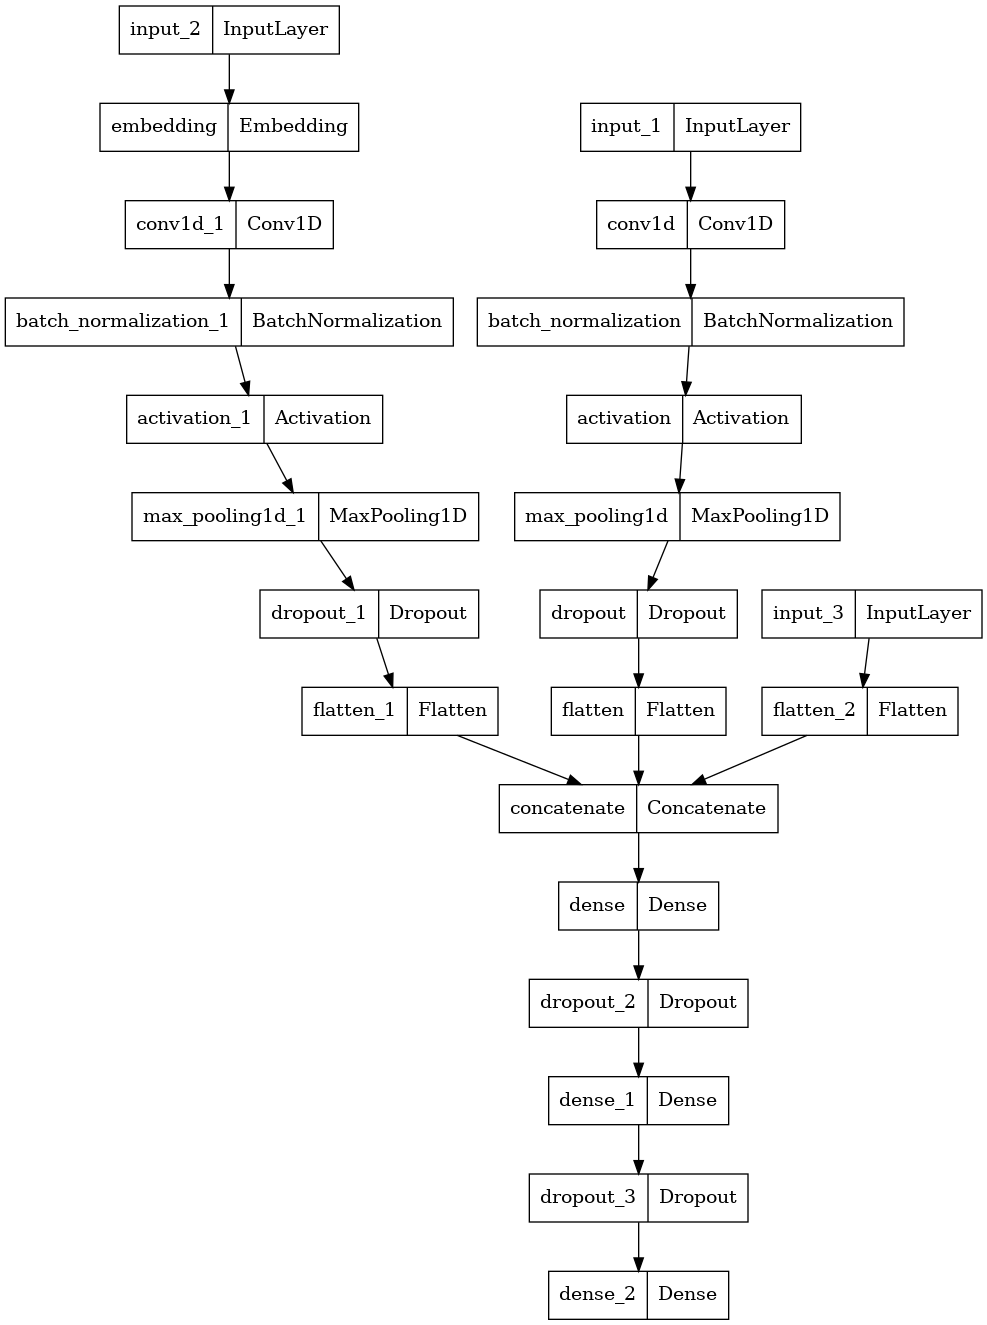 input_2 InputLayer
embedding Embedding
input_1 InputLayer
conv1d_1 Conv1D
conv1d Conv1D
batch_normalization_1 BatchNormalization
batch_normalization BatchNormalization
activation_1 Activation
activation Activation
max_pooling1d_1 MaxPooling1D
max_pooling1d MaxPooling1D
dropout_1 Dropout
dropout Dropout
input_3 InputLayer
flatten_1 Flatten
flatten Flatten
flatten_2 Flatten
concatenate Concatenate
dense Dense
dropout_2 Dropout
dense_1 Dense
dropout_3 Dropout
dense_2 Dense